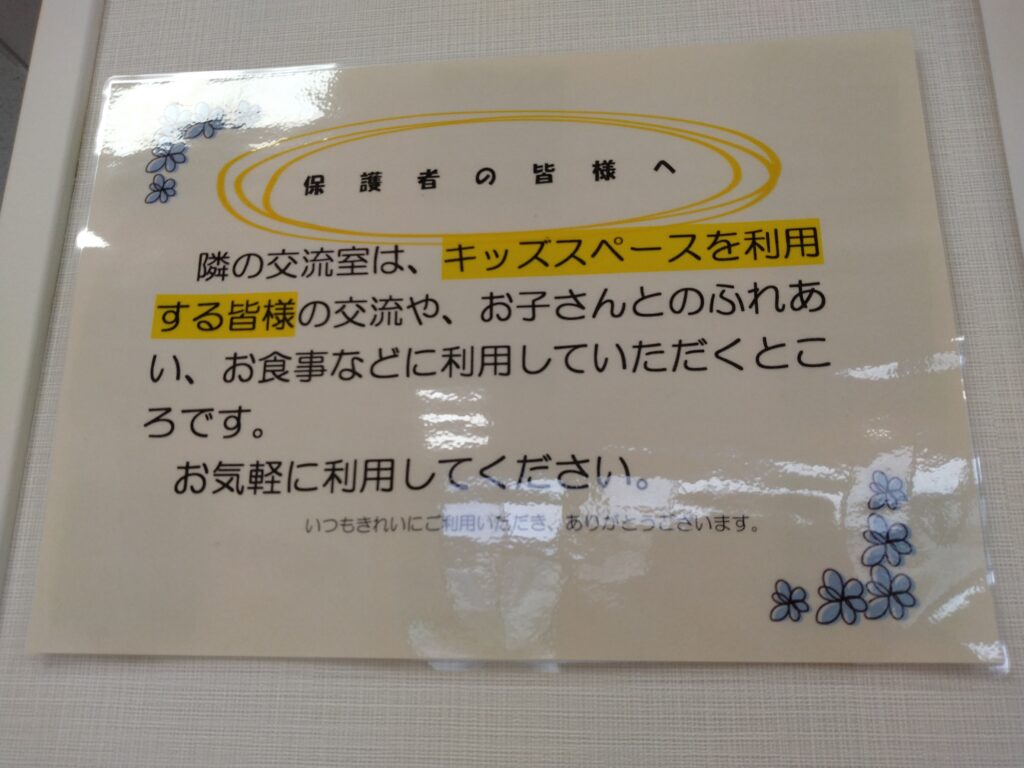 保護者の皆様へ
隣の交流室は、キッズスペースを利用
する皆様の交流や、お子さんとのふれあ
い、お食事などに利用していただくとこ
ろです。
お気軽に利用してください。
いつもきれいにご利用いただき、ありがとうございます。